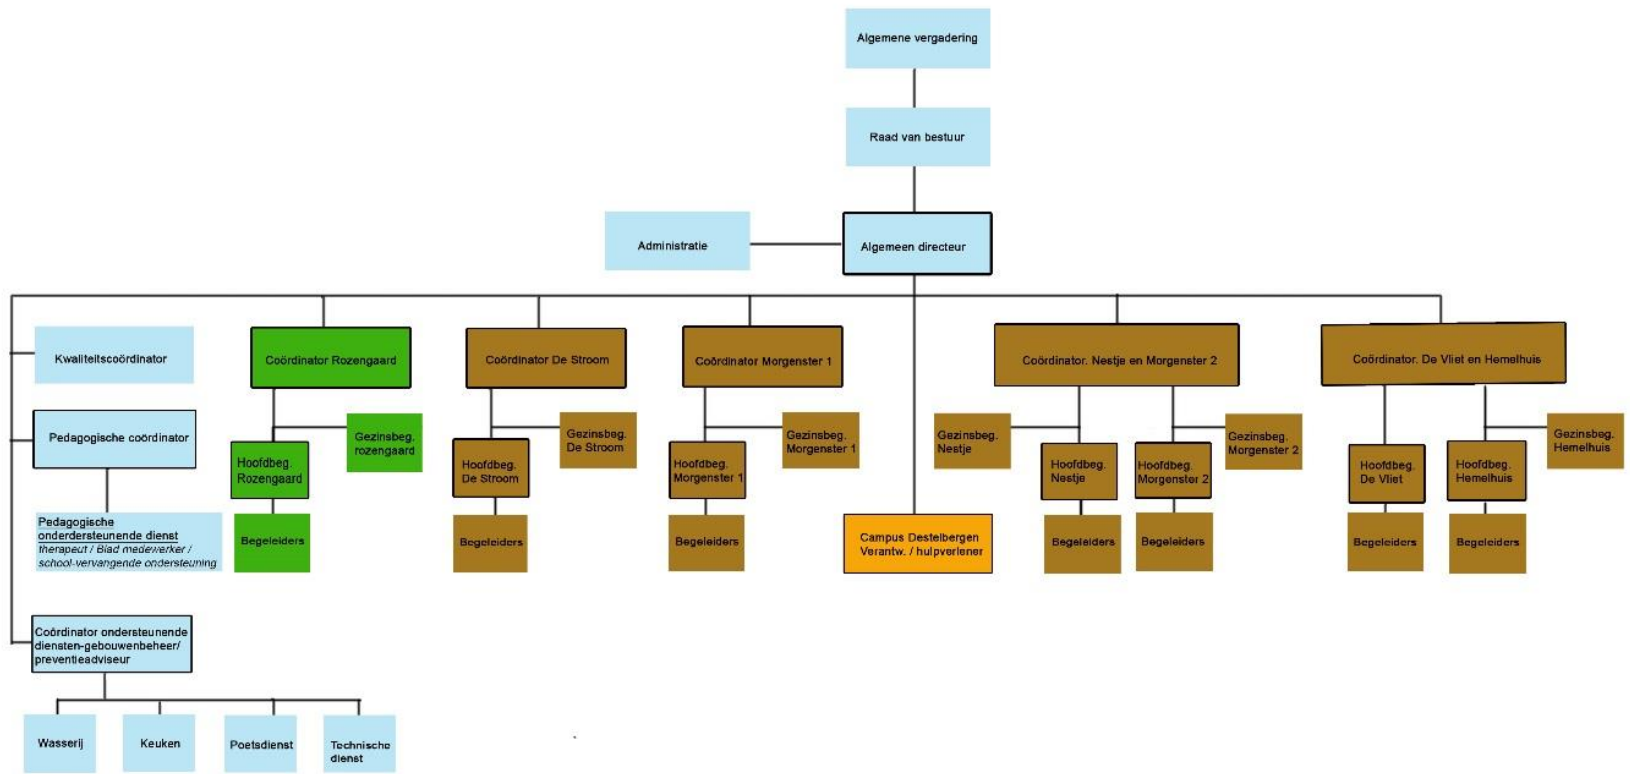 Algemene vergadering
Raad van bestuur
Administratie
Algemeen directeur
Kwaliteitscoördinator
Coördinator Rozengaard
Coördinator De Stroom
Coördinator Morgenster 1
Coördinator. Nestje en Morgenster 2
Coördinator. De Vliet en Hemelhuis
Pedagogische coördinator
Gezinsbeg.
rozengaard
Hoofdbeg.
Rozengaard
Gezinsbeg.
De Stroom
Hoofdbeg.
De Stroom
Gezinsbeg.
Morgenster 1
Hoofdbeg.
Morgenster 1
Gezinsbeg.
Nestje
Hoofdbeg.
Nestje
Hoofdbeg.
Morgenster 2
Gezinsbeg.
Morgenster 2
Hoofdbeg.
De Vliet
Hoofdbeg.
Hemelhuis
Gezinsbeg.
Hemelhuis
Pedagogische
onderdersteunende dienst
therapeut / Blad medewerker /
school-vervangende ondersteuning
Begeleiders
Begeleiders
Begeleiders
Campus Destelbergen
Verantw. / hulpverlener
Begeleiders
Begeleiders
Begeleiders
Begeleiders
Coördinator ondersteunende
diensten-gebouwenbeheer/
preventieadviseur
Wasserij
Keuken
Poetsdienst
Technische
dienst